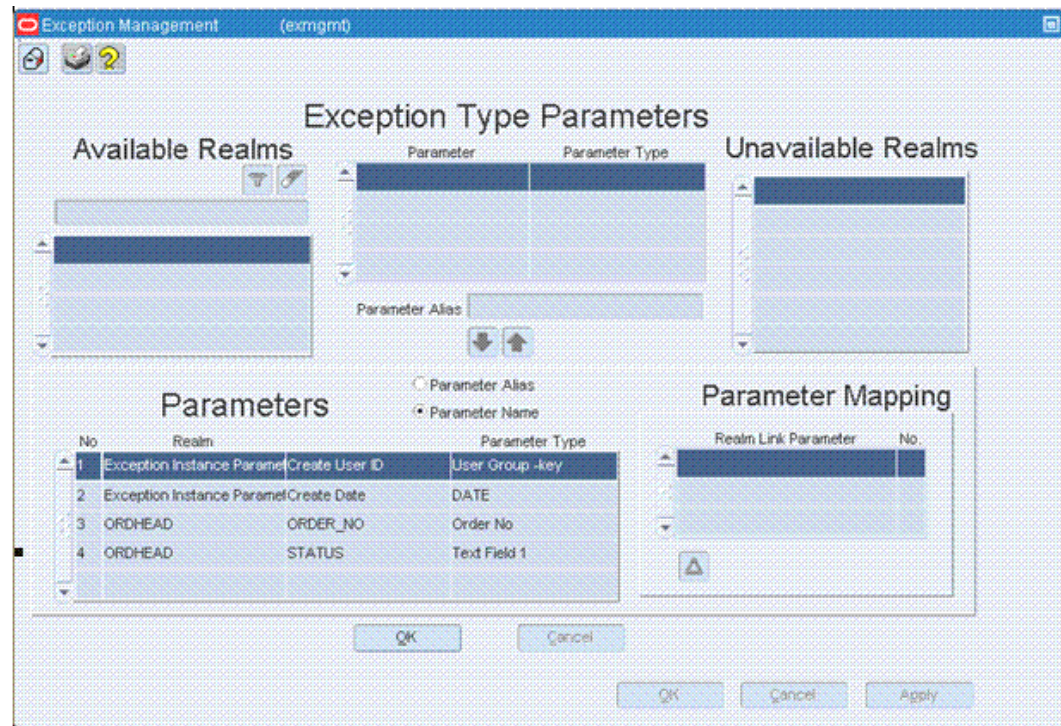 Exception Management (exmgmt)
Exception Type Parameters
Available Realms
Parameter Parameter Type
Unavailable Realms
Parameter Alias
Parameters
Parameter Alias
Parameter Name
Parameter Mapping
No Realm Parameter Type
Realm Link Parameter No.
1 Exception Instance Paramet Create User ID User Group -key
2 Exception Instance Paramet Create Date DATE
3 ORDHEAD ORDER_NO Order No
4 ORDHEAD STATUS Text Field 1
OK Cancel
OK Cancel Apply